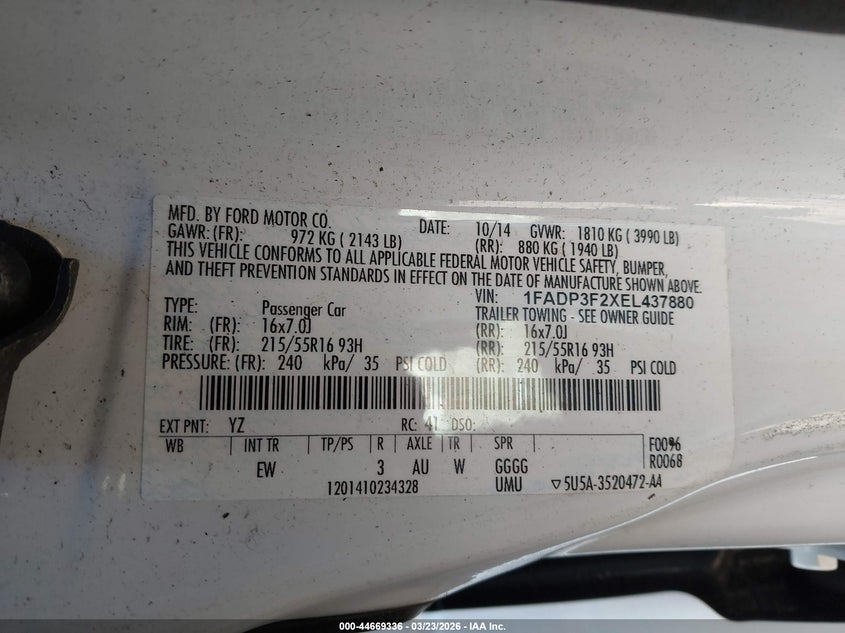 MFD. BY FORD MOTOR CO. DATE: 10/14 GVWR: 1810 KG ( 3990 LB)
GAWR: (FR): 972 KG ( 2143 LB) (RR): 880 KG ( 1940 LB)
THIS VEHICLE CONFORMS TO ALL APPLICABLE FEDERAL MOTOR VEHICLE SAFETY, BUMPER,
AND THEFT PREVENTION STANDARDS IN EFFECT ON THE DATE OF MANUFACTURE SHOWN ABOVE.
VIN: 1FADP3F2XEL437880
TYPE: Passenger Car TRAILER TOWING - SEE OWNER GUIDE
RIM: (FR): 16x7.0J (RR): 16x7.0J
TIRE: (FR): 215/55R16 93H (RR): 215/55R16 93H
PRESSURE: (FR): 240 kPa/ 35 PSI COLD (RR): 240 kPa/ 35 PSI COLD
EXT PNT: YZ RC: 41 DSO:
WB INT TR TP/PS R AXLE TR SPR F0096
EW 3 AU W GGGG R0068
1201410234328 UMU ▽5U5A-3520472-AA
000-44669336 - 03/23/2026 - IAA Inc.